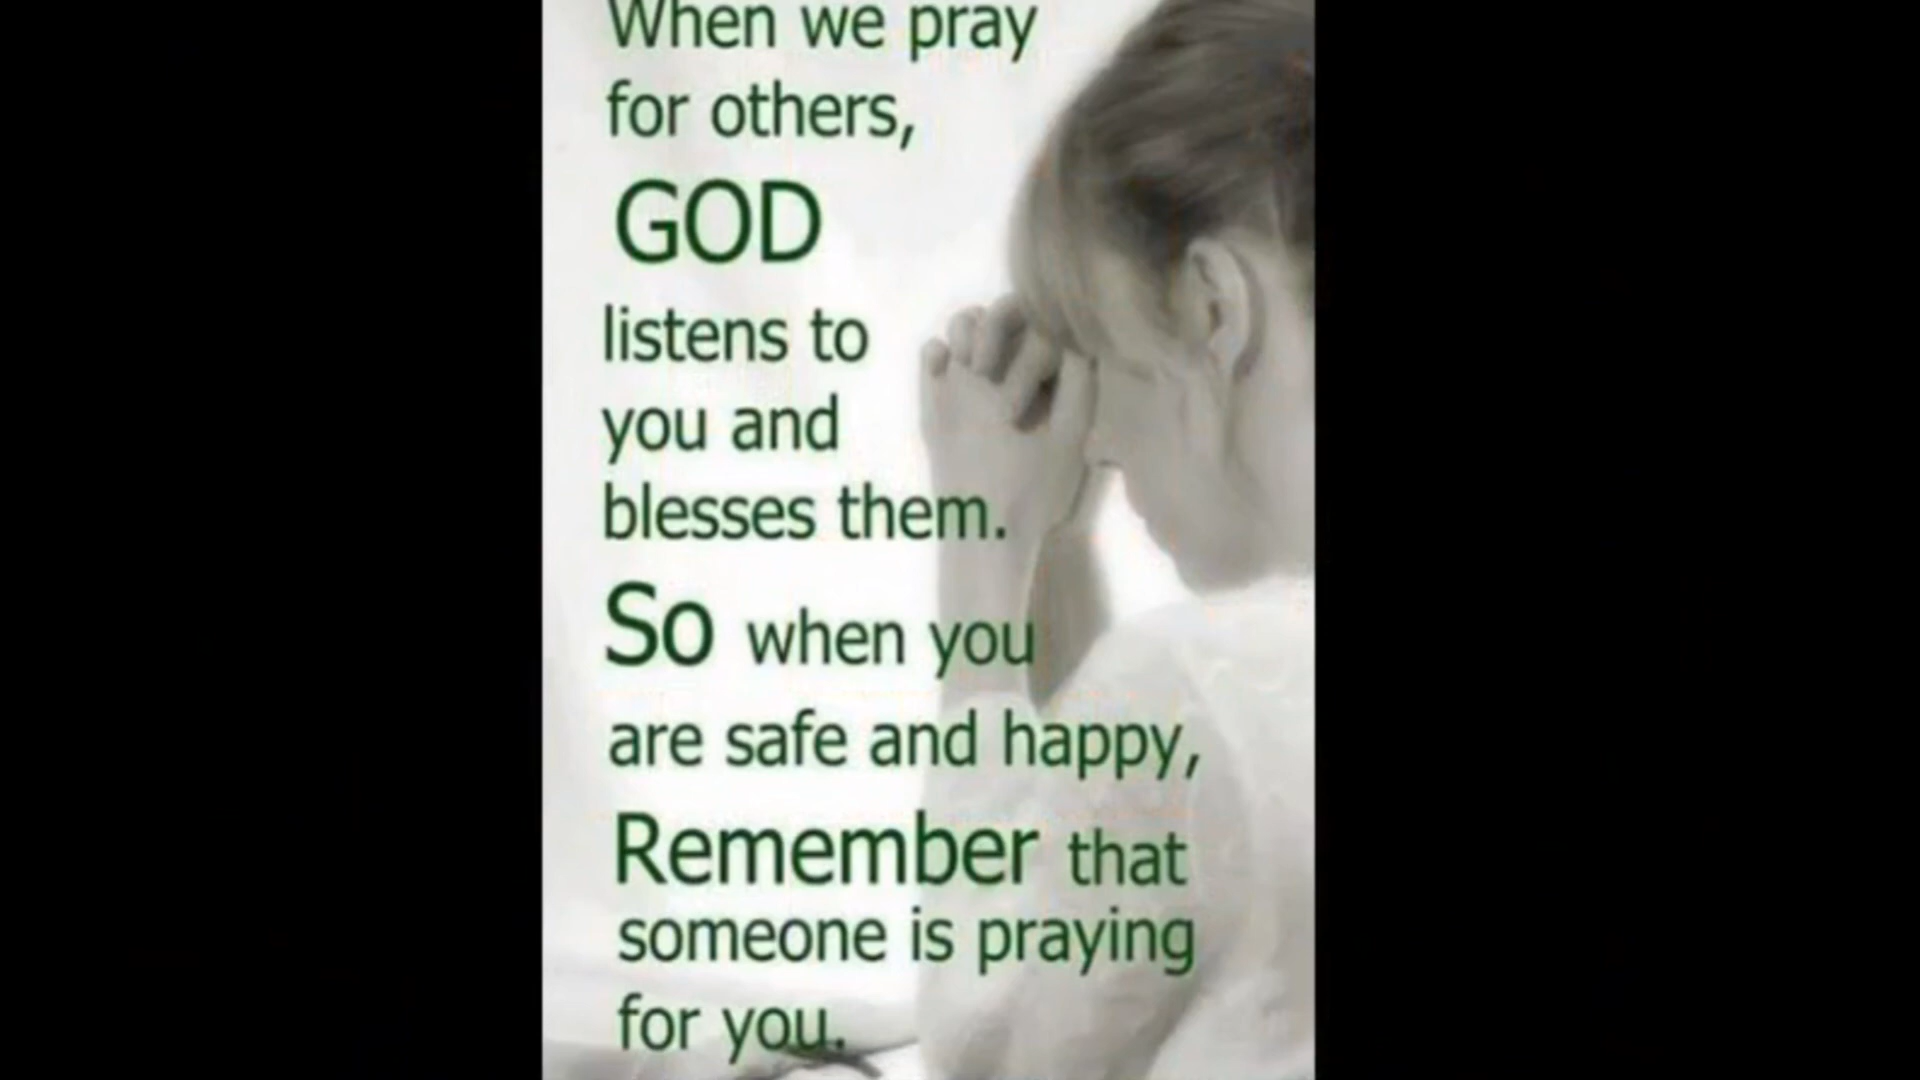 When we pray
for others,
GOD
listens to
you and
blesses them.
So when you
are safe and happy,
Remember that
someone is praying
for you.